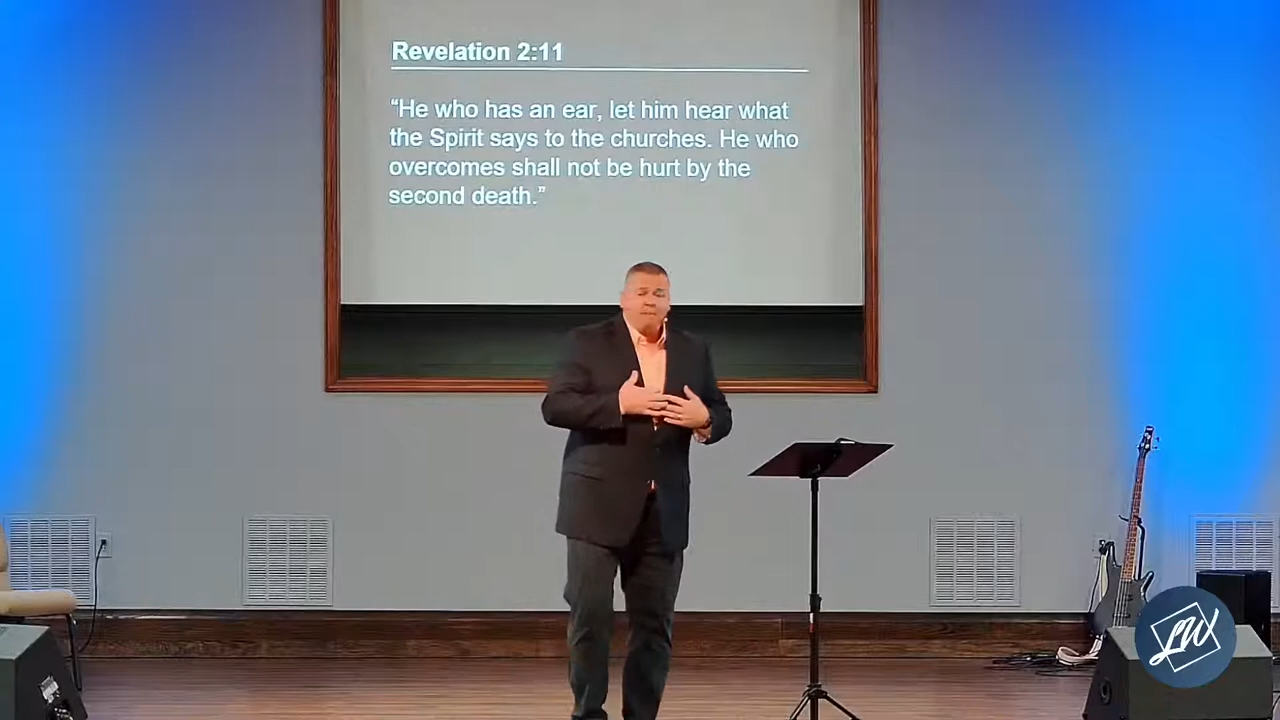 Revelation 2:11
“He who has an ear, let him hear what
the Spirit says to the churches. He who
overcomes shall not be hurt by the
second death.”
LW